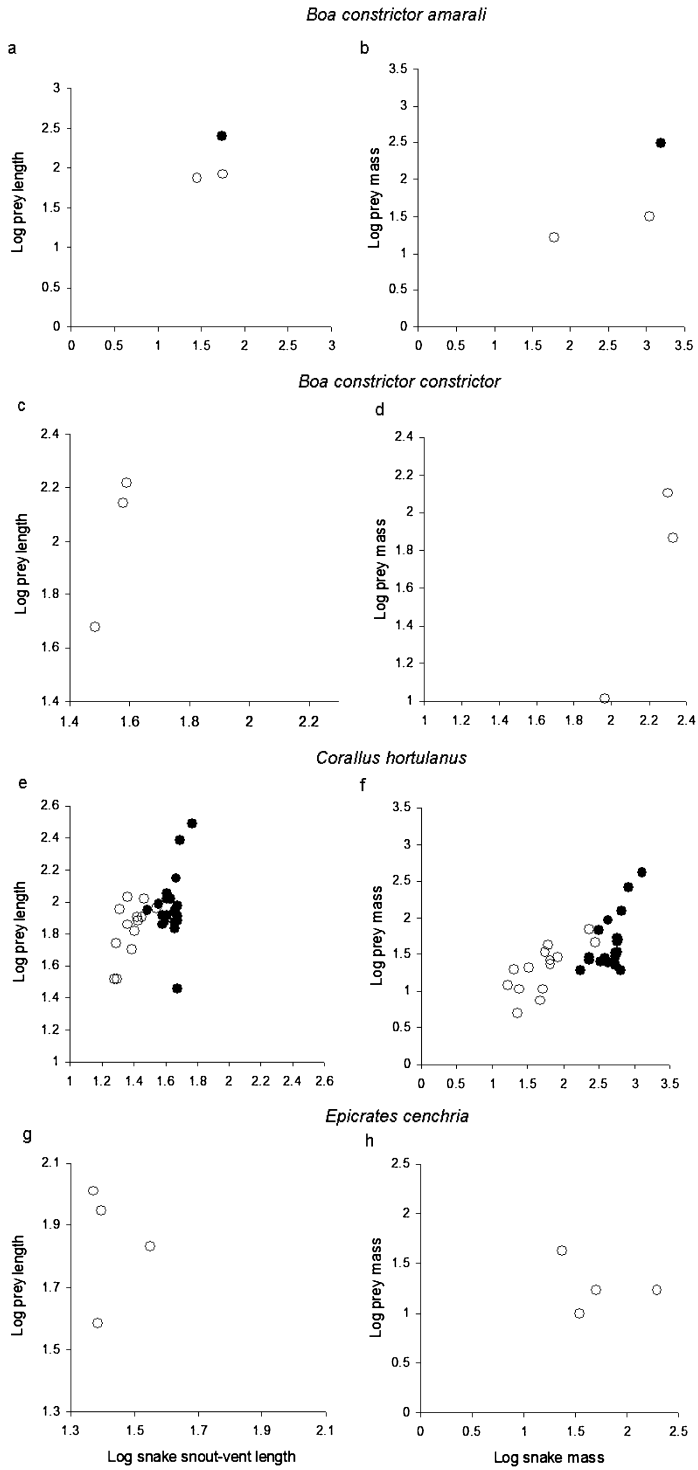 Boa constrictor amarali
a
b
3
2.5
2
1.5
1
0.5
0
0 0.5 1 1.5 2 2.5 3
Log prey length
3.5
3
2.5
2
1.5
1
0.5
0
0 0.5 1 1.5 2 2.5 3 3.5
Log prey mass
Boa constrictor constrictor
c
d
2.4
2.2
2
1.8
1.6
1.4
1.4 1.6 1.8 2 2.2
Log prey length
2.4
2.2
2
1.8
1.6
1.4
1.2
1
1 1.2 1.4 1.6 1.8 2 2.2 2.4
Log prey mass
Corallus hortulanus
e
f
2.6
2.4
2.2
2
1.8
1.6
1.4
1.2
1
1 1.2 1.4 1.6 1.8 2 2.2 2.4 2.6
Log prey length
3.5
3
2.5
2
1.5
1
0.5
0
0 0.5 1 1.5 2 2.5 3 3.5
Log prey mass
Epicrates cenchria
g
h
2.1
1.9
1.7
1.5
1.3
1.3 1.5 1.7 1.9 2.1
Log prey length
Log snake snout-vent length
2.5
2
1.5
1
0.5
0
0 0.5 1 1.5 2 2.5
Log prey mass
Log snake mass